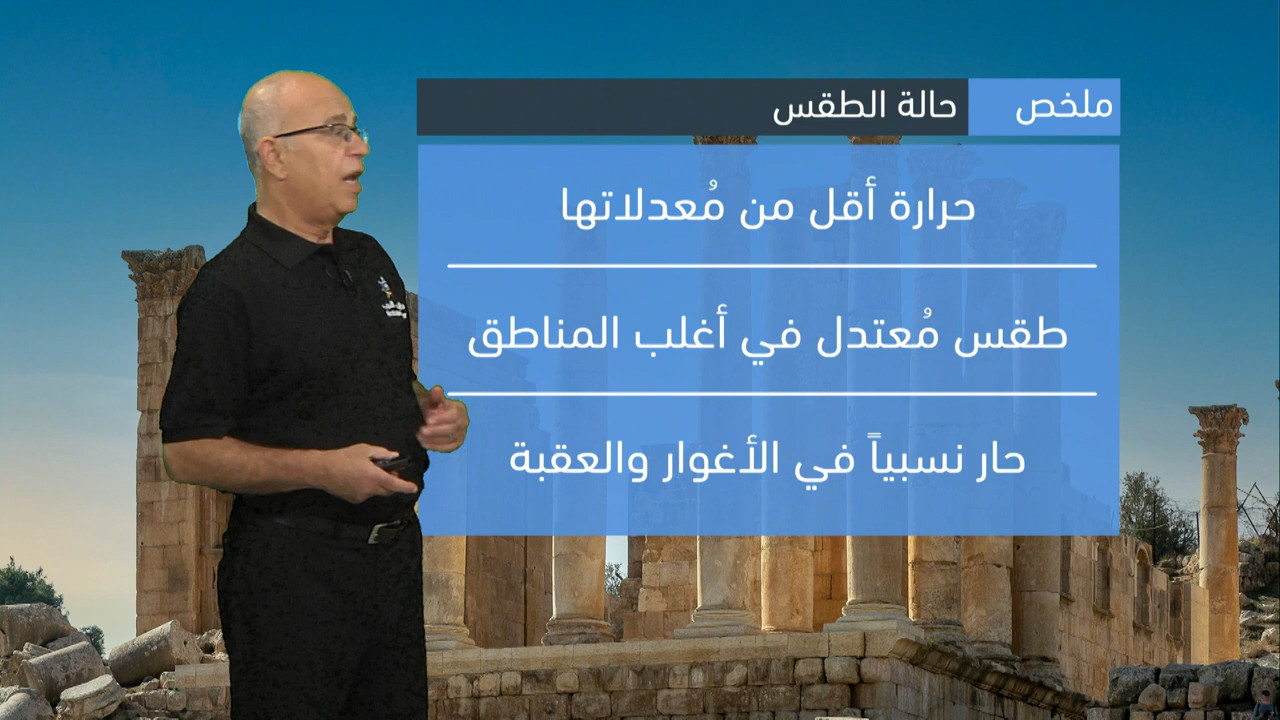 ملخص
حالة الطقس
حرارة أقل من مُعدلاتها
طقس مُعتدل في أغلب المناطق
حار نسبياً في الأغوار والعقبة